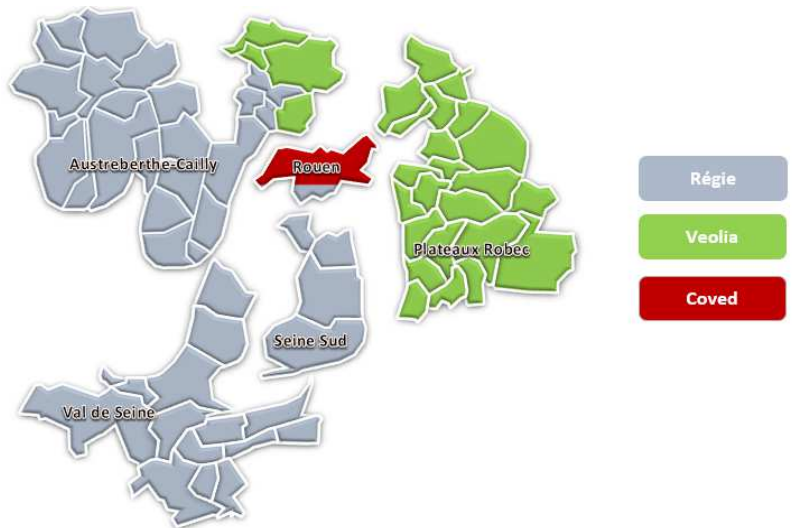 Austreberthe-Cailly
Rouen
Régie
Veolia
Plateaux Robec
Coved
Seine Sud
Val de Seine